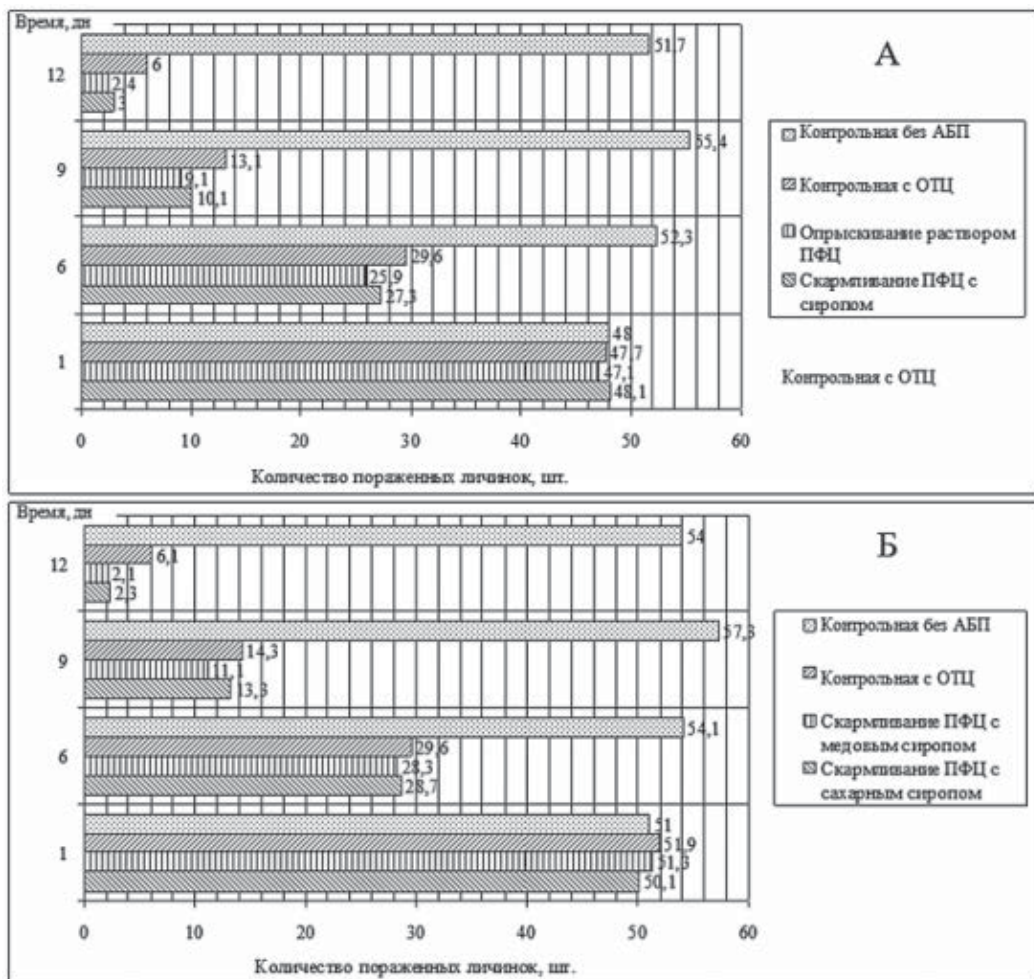 Время, дн
А
12
51,7
6
2,4
3
9
55,4
13,1
9,1
10,1
6
52,3
29,6
25,9
27,3
1
48
47,7
47,1
48,1
0 10 20 30 40 50 60
Количество пораженных личинок, шт.
Контрольная без АБП
Контрольная с ОТЦ
Опрыскивание раствором
ПФЦ
Скармливание ПФЦ с
сиропом
Контрольная с ОТЦ
Время, дн
Б
12
54
6,1
2,1
2,3
9
57,3
14,3
11,1
13,3
6
54,1
29,6
28,3
28,7
1
51
51,9
51,3
50,1
0 10 20 30 40 50 60
Количество пораженных личинок, шт.
Контрольная без АБП
Контрольная с ОТЦ
Скармливание ПФЦ с
медовым сиропом
Скармливание ПФЦ с
сахарным сиропом